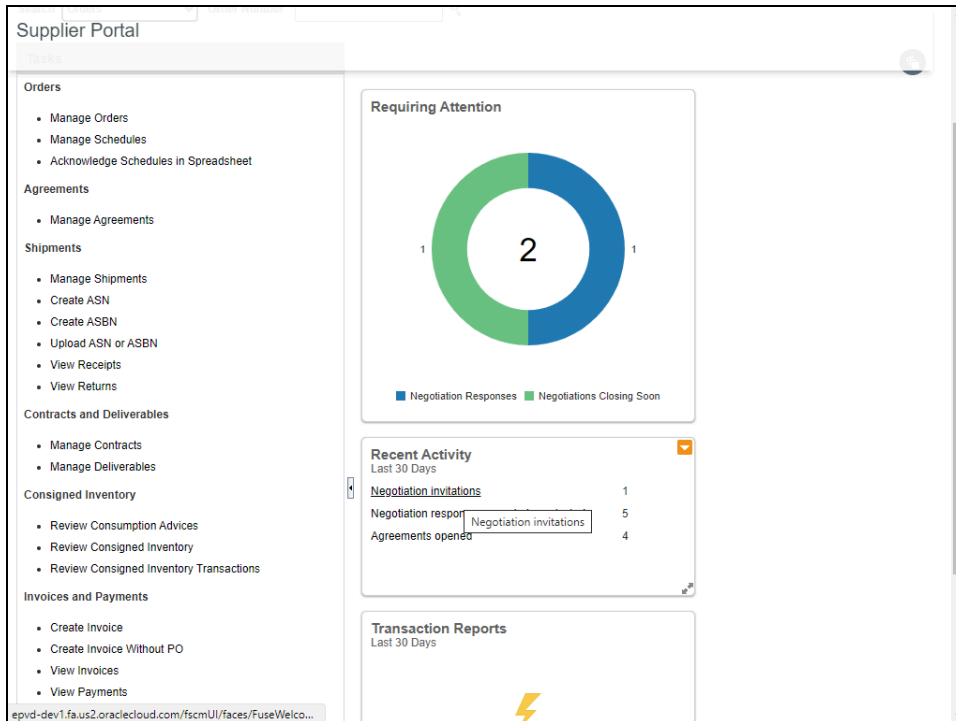 Search Orders Order Number
Supplier Portal
Tasks
Orders
Manage Orders
Manage Schedules
Acknowledge Schedules in Spreadsheet
Agreements
Manage Agreements
Shipments
Manage Shipments
Create ASN
Create ASBN
Upload ASN or ASBN
View Receipts
View Returns
Contracts and Deliverables
Manage Contracts
Manage Deliverables
Consigned Inventory
Review Consumption Advices
Review Consigned Inventory
Review Consigned Inventory Transactions
Invoices and Payments
Create Invoice
Create Invoice Without PO
View Invoices
View Payments
epvd-dev1.fa.us2.oraclecloud.com/fscmUI/faces/FuseWelco...
Requiring Attention
1
2
1
Negotiation Responses Negotiations Closing Soon
Recent Activity
Last 30 Days
Negotiation invitations 1
Negotiation 5
Negotiation invitations
Agreements opened 4
Transaction Reports
Last 30 Days